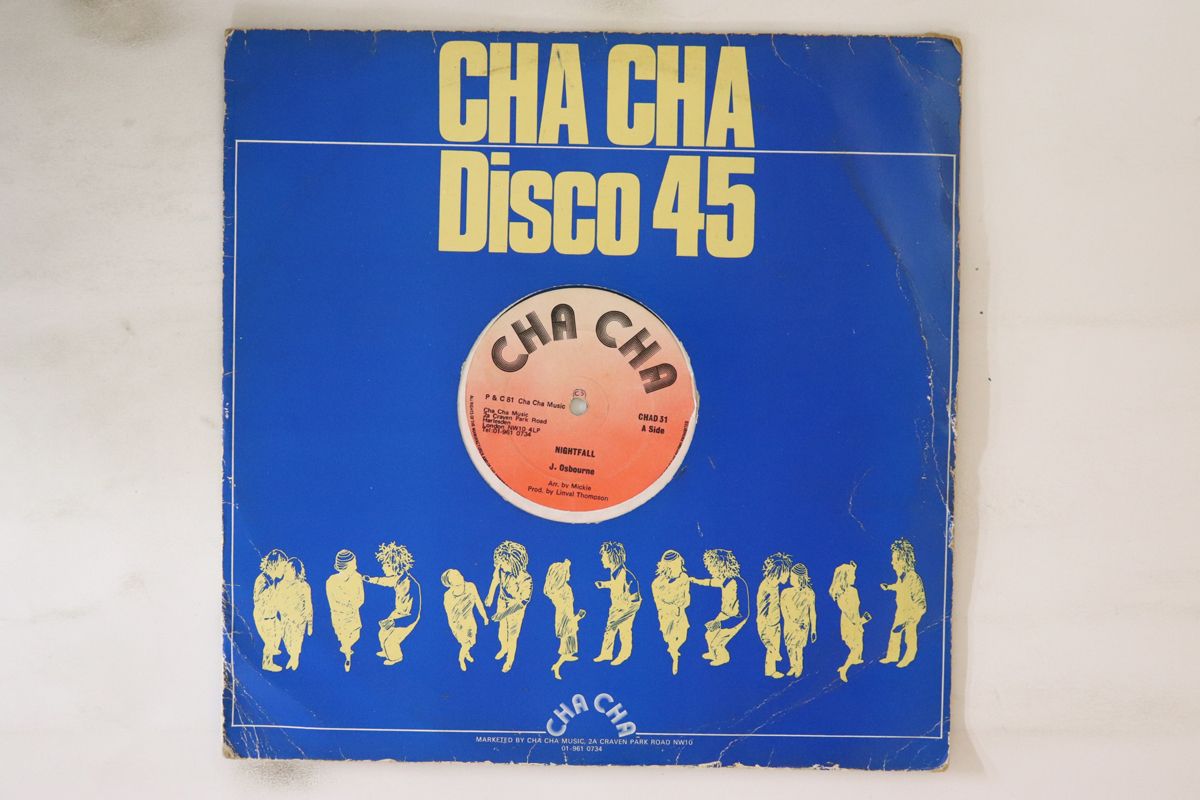 CHA CHA
Disco 45
CHA CHA
P & C 81 Cha Cha Music
Cha Cha Music
2a Craven Park Road
Harlesden
London NW10 4LP
Tel:01-961 0734
CHAD 31
A Side
NIGHTFALL
J. Osbourne
Arr. by Mickie
Prod. by Linval Thompson
CHA CHA
MARKETED BY CHA CHA MUSIC, 2A CRAVEN PARK ROAD NW10
01-961 0734